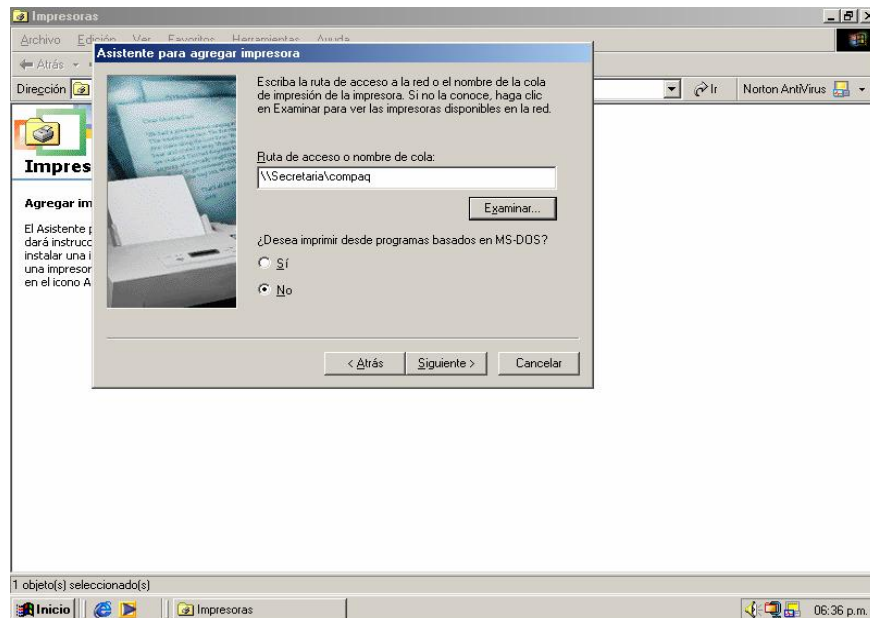 Impresoras
Archivo Edición Ver Favoritos Herramientas Ayuda
Atrás
Dirección
Ir
Norton AntiVirus
Asistente para agregar impresora
Escriba la ruta de acceso a la red o el nombre de la cola
de impresión de la impresora. Si no la conoce, haga clic
en Examinar para ver las impresoras disponibles en la red.
Ruta de acceso o nombre de cola:
\\Secretaria\compaq
Examinar...
¿Desea imprimir desde programas basados en MS-DOS?
Sí
No
< Atrás
Siguiente >
Cancelar
Impres
Agregar im
El Asistente p
dará instrucc
instalar una i
una impresor
en el icono A
1 objeto(s) seleccionado(s)
Inicio
Impresoras
06:36 p.m.